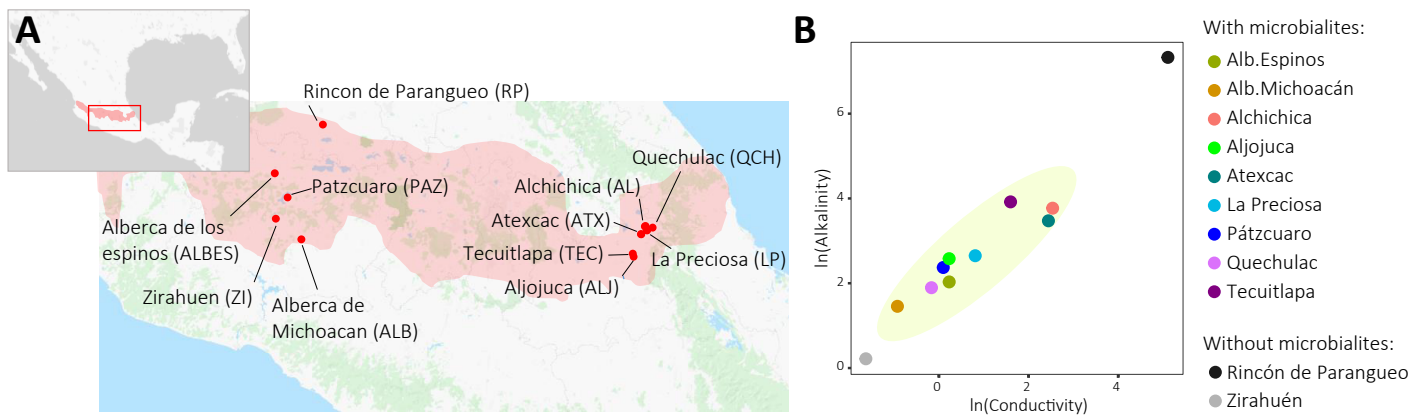 A
Rincon de Parangueo (RP)
Quechulac (QCH)
Patzcuaro (PAZ)
Alchichica (AL)
Alberca de los
espinos (ALBES)
Atexcac (ATX)
La Preciosa (LP)
Tecuitlapa (TEC)
Zirahuen (ZI)
Aljojuca (ALJ)
Alberca de
Michoacan (ALB)
B
ln(Alkalinity)
6
4
2
0
0
4
ln(Conductivity)
With microbialites:
Alb.Espinos
Alb.Michoacán
Alchichica
Aljojuca
Atexcac
La Preciosa
Pátzcuaro
Quechulac
Tecuitlapa
Without microbialites:
Rincón de Parangueo
Zirahuén